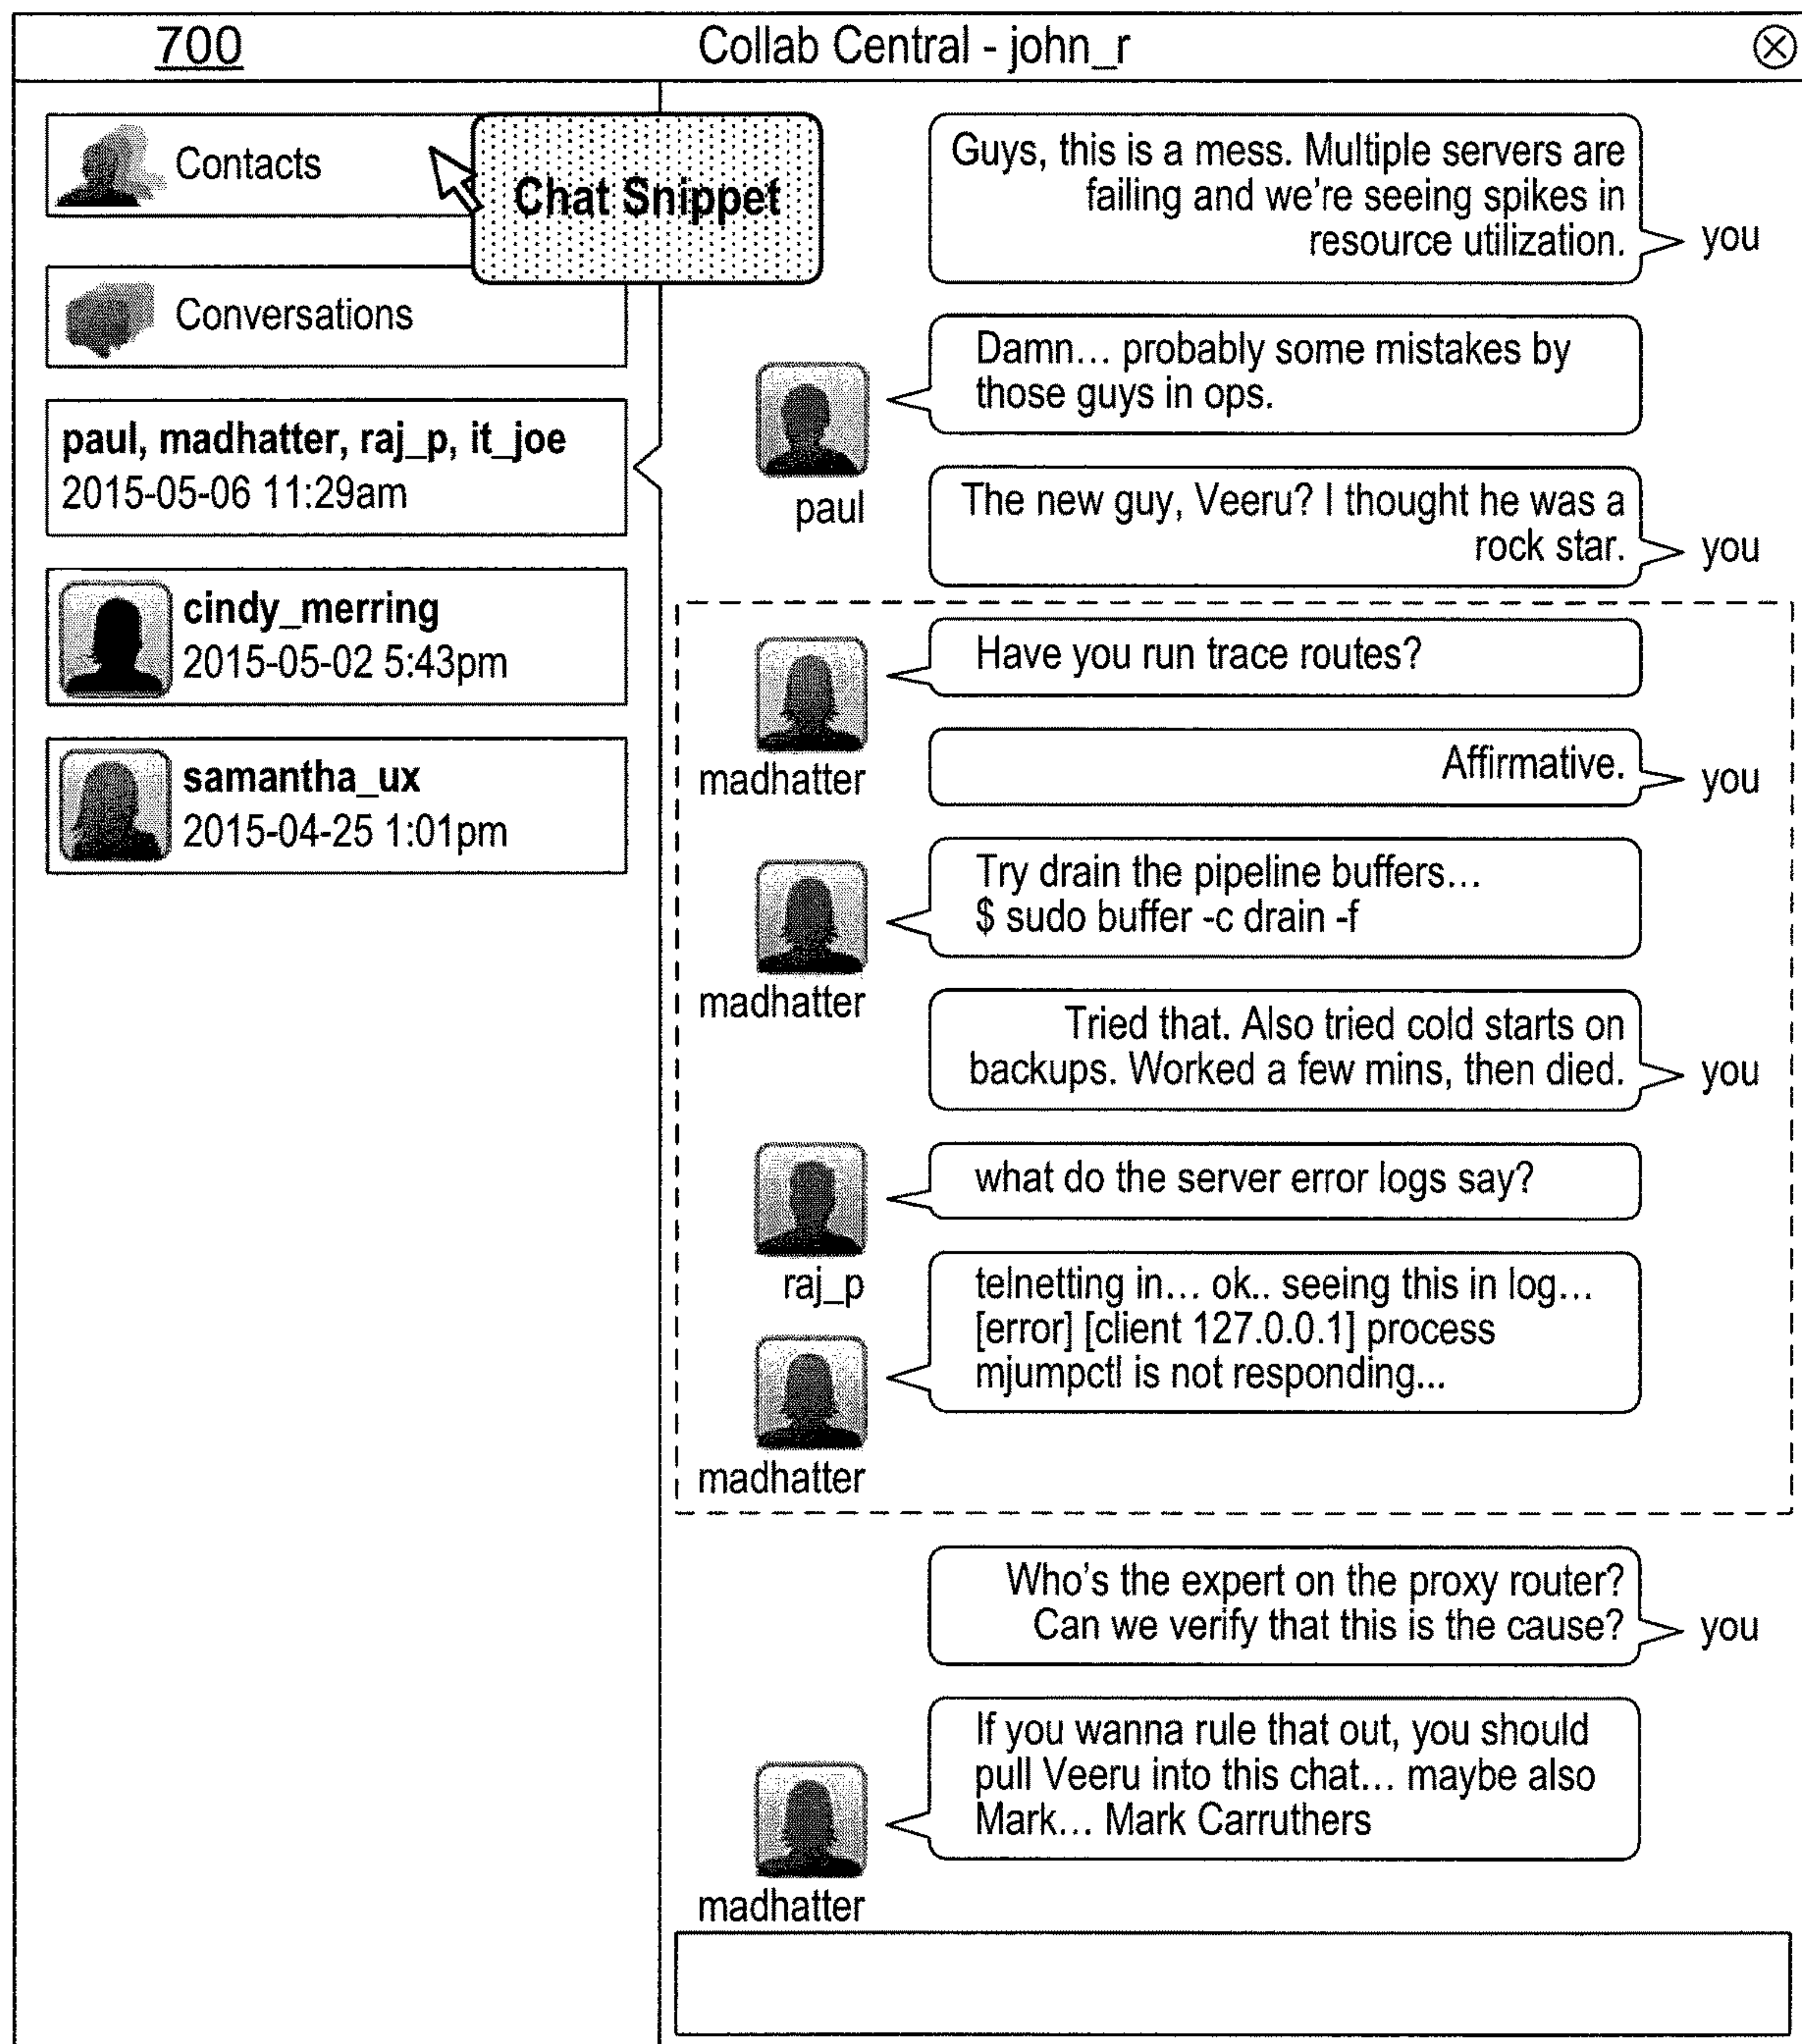 700
Collab Central - john_r
Contacts
Chat Snippet
Conversations
paul, madhatter, raj_p, it_joe
2015-05-06 11:29am
cindy_merring
2015-05-02 5:43pm
samantha_ux
2015-04-25 1:01pm
Guys, this is a mess. Multiple servers are
failing and we're seeing spikes in
resource utilization.
you
Damn... probably some mistakes by
those guys in ops.
paul
The new guy, Veeru? I thought he was a
rock star.
you
Have you run trace routes?
madhatter
Affirmative.
you
Try drain the pipeline buffers...
$ sudo buffer -c drain -f
madhatter
Tried that. Also tried cold starts on
backups. Worked a few mins, then died.
you
what do the server error logs say?
raj_p
telnetting in... ok.. seeing this in log...
[error] [client 127.0.0.1] process
mjumpctl is not responding...
madhatter
Who's the expert on the proxy router?
Can we verify that this is the cause?
you
If you wanna rule that out, you should
pull Veeru into this chat... maybe also
Mark... Mark Carruthers
madhatter